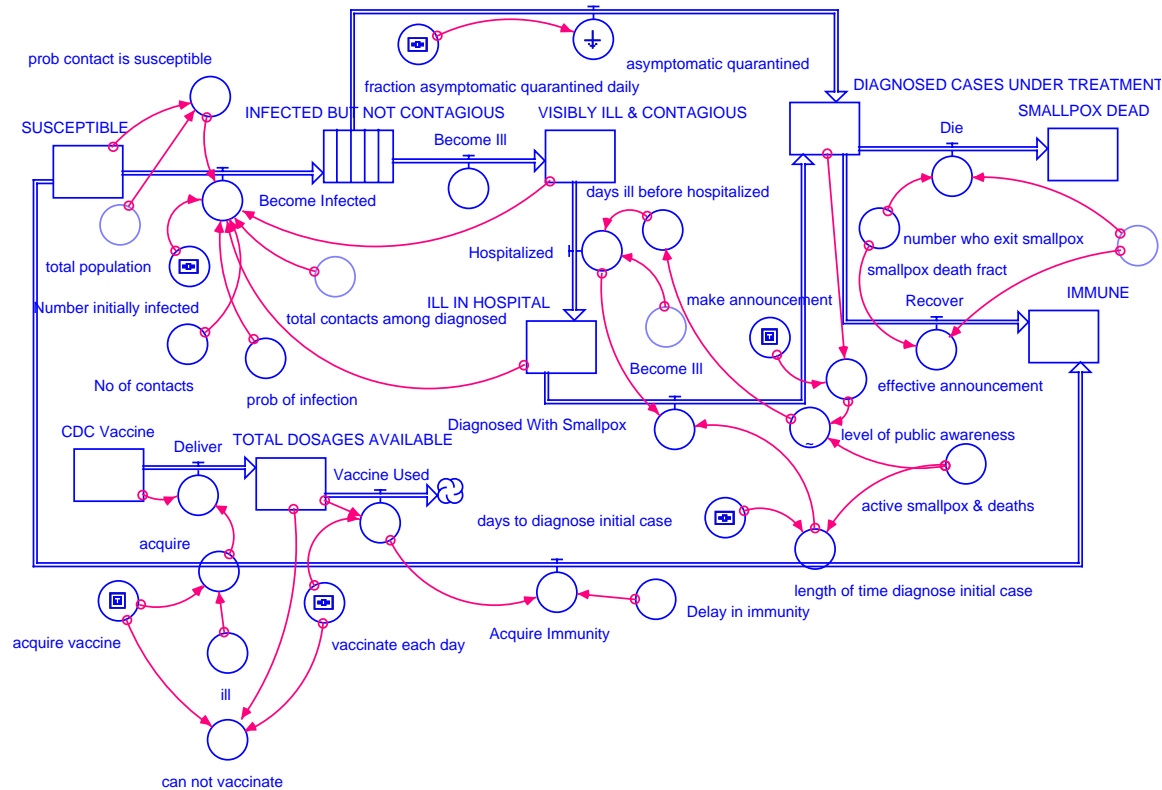 prob contact is susceptible
asymptomatic quarantined
fraction asymptomatic quarantined daily
DIAGNOSED CASES UNDER TREATMENT
SUSCEPTIBLE
INFECTED BUT NOT CONTAGIOUS
VISIBLY ILL & CONTAGIOUS
SMALLPOX DEAD
Become Ill
Die
days ill before hospitalized
Become Infected
total population
Hospitalized
number who exit smallpox
smallpox death fract
Number initially infected
total contacts among diagnosed
ILL IN HOSPITAL
make announcement
Recover
IMMUNE
No of contacts
prob of infection
Become Ill
effective announcement
CDC Vaccine
Deliver
TOTAL DOSAGES AVAILABLE
Diagnosed With Smallpox
level of public awareness
Vaccine Used
active smallpox & deaths
days to diagnose initial case
acquire
length of time diagnose initial case
acquire vaccine
vaccinate each day
Acquire Immunity
Delay in immunity
ill
can not vaccinate
T
T
~